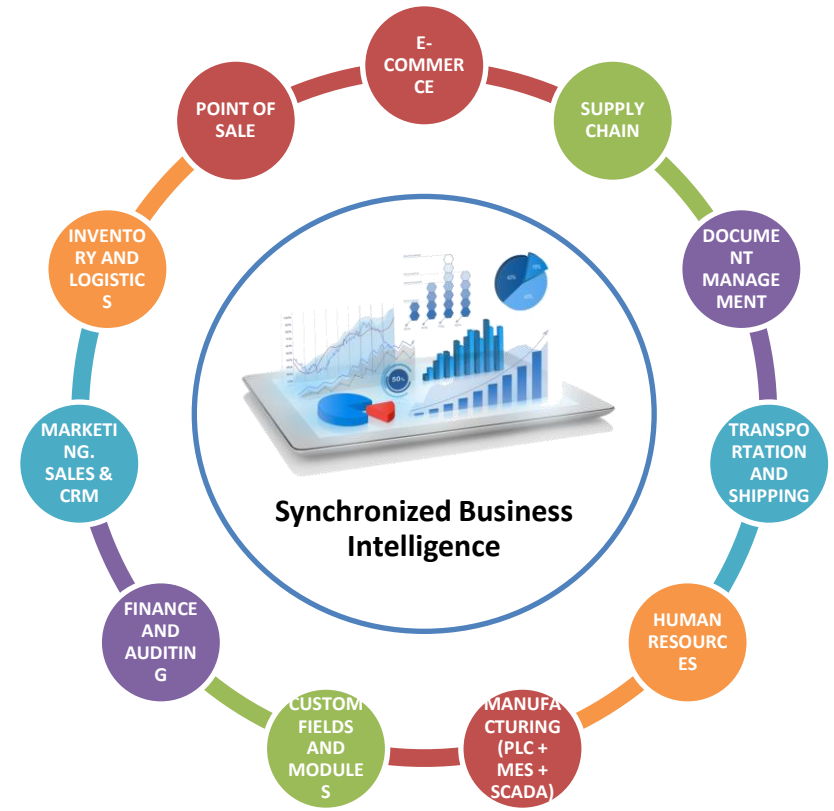 E-
COMMER
CE
SUPPLY
CHAIN
DOCUME
NT
MANAGE
MENT
TRANSPO
RTATION
AND
SHIPPING
HUMAN
RESOURC
ES
MANUFA
CTURING
(PLC +
MES +
SCADA)
CUSTOM
FIELDS
AND
MODULE
S
FINANCE
AND
AUDITIN
G
MARKETI
NG.
SALES &
CRM
INVENTO
RY AND
LOGISTIC
S
POINT OF
SALE
50%
Synchronized Business
Intelligence